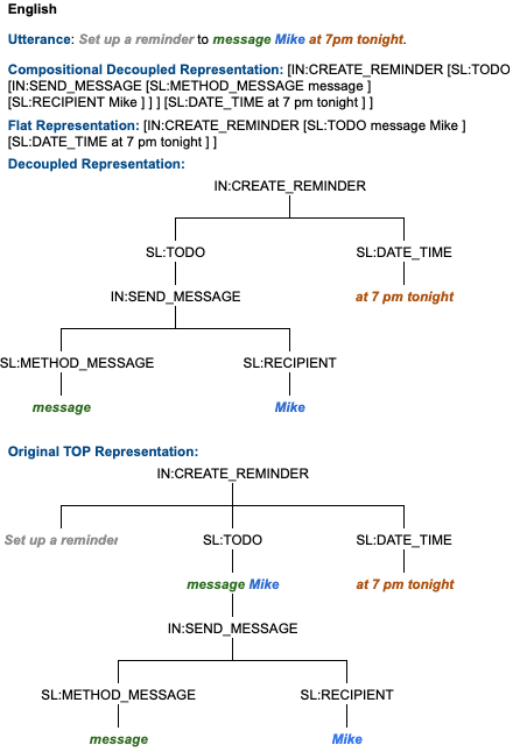 English
Utterance: Set up a reminder to message Mike at 7pm tonight.
Compositional Decoupled Representation: [IN:CREATE_REMINDER [SL:TODO
[IN:SEND_MESSAGE [SL:METHOD_MESSAGE message ]
[SL:RECIPIENT Mike ] ] ] [SL:DATE_TIME at 7 pm tonight ] ]
Flat Representation: [IN:CREATE_REMINDER [SL:TODO message Mike ]
[SL:DATE_TIME at 7 pm tonight ] ]
Decoupled Representation:
IN:CREATE_REMINDER
SL:TODO SL:DATE_TIME
IN:SEND_MESSAGE at 7 pm tonight
SL:METHOD_MESSAGE SL:RECIPIENT
message Mike
Original TOP Representation:
IN:CREATE_REMINDER
Set up a reminder SL:TODO SL:DATE_TIME
message Mike at 7 pm tonight
IN:SEND_MESSAGE
SL:METHOD_MESSAGE SL:RECIPIENT
message Mike